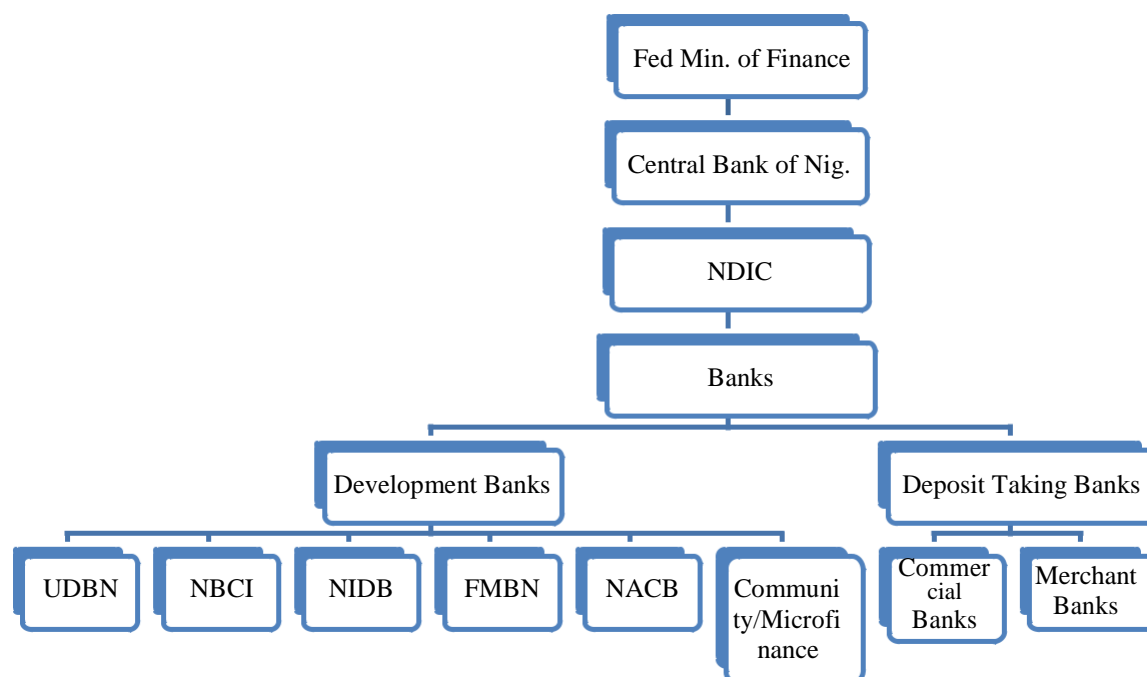 Fed Min. of Finance
Central Bank of Nig.
NDIC
Banks
Development Banks
Deposit Taking Banks
UDBN
NBCI
NIDB
FMBN
NACB
Communi
ty/Microfi
nance
Commer
cial
Banks
Merchant
Banks